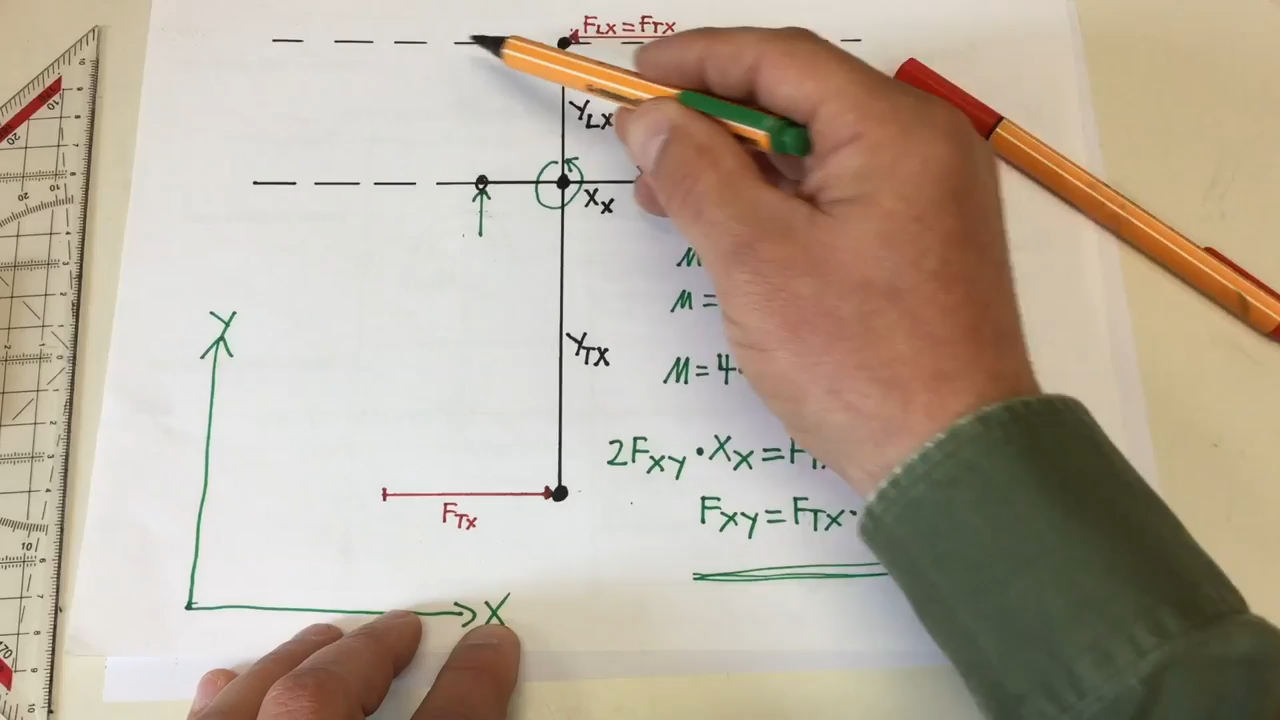 F_LX = F_TX
Y_LX
X_X
M
M =
Y
Y_TX
M = 4
2F_XY · X_X = F
F_XY = F_TX ·
F_TX
X